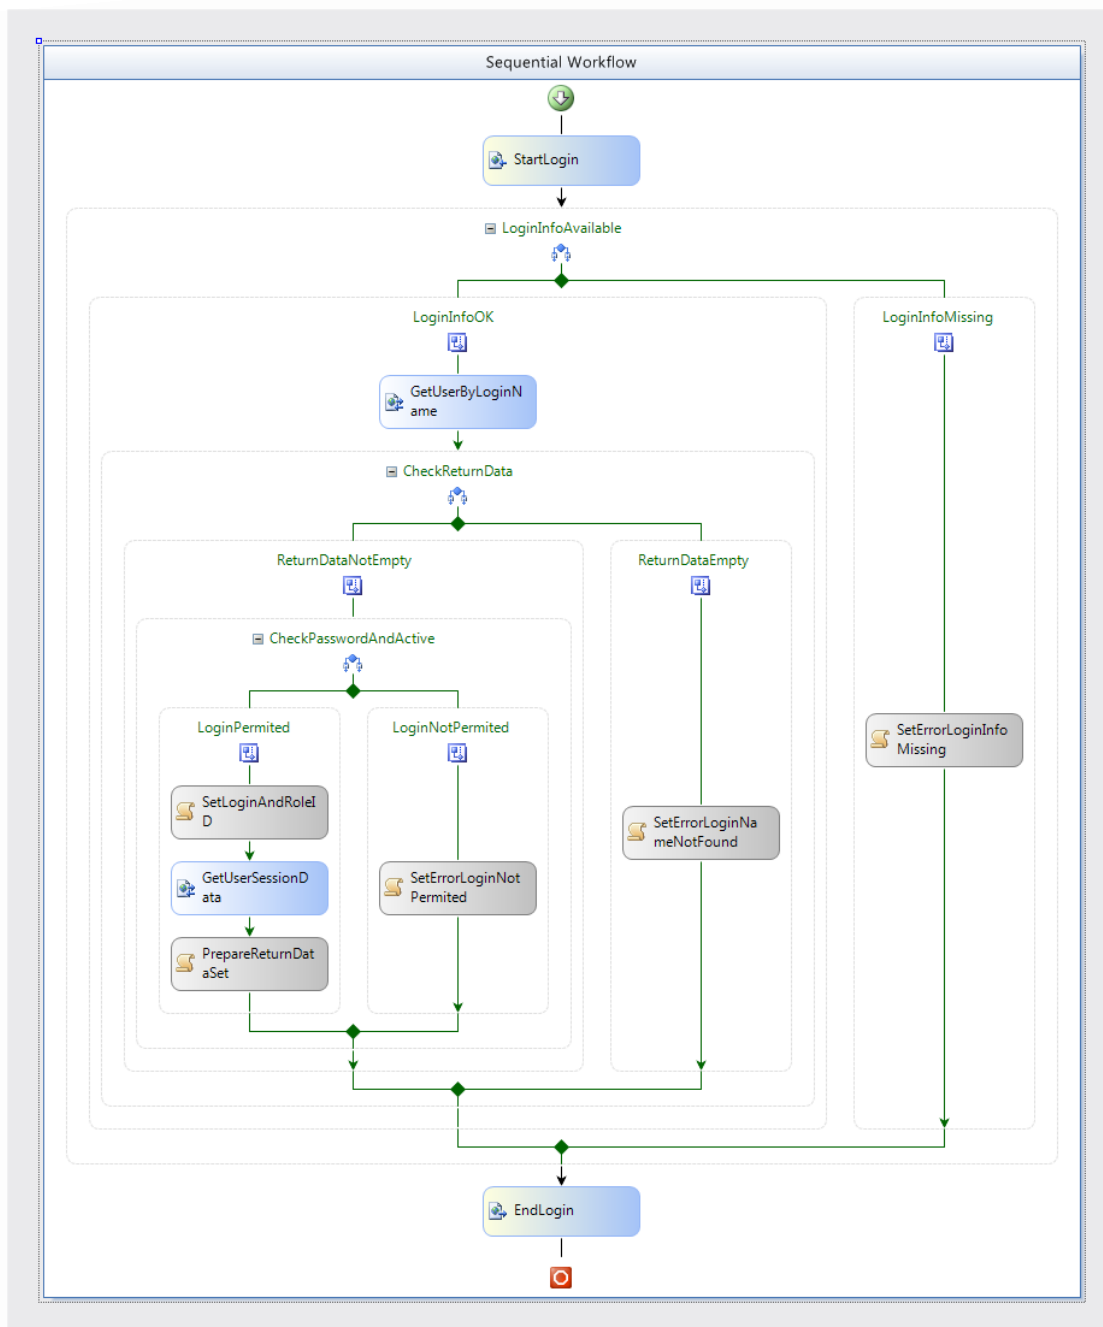 Sequential Workflow
StartLogin
LoginInfoAvailable
LoginInfoOK
LoginInfoMissing
GetUserByLoginN
ame
CheckReturnData
ReturnDataNotEmpty
ReturnDataEmpty
CheckPasswordAndActive
LoginPermited
LoginNotPermited
SetErrorLoginInfo
Missing
SetLoginAndRoleI
D
SetErrorLoginNa
meNotFound
GetUserSessionD
ata
SetErrorLoginNot
Permited
PrepareReturnDat
aSet
EndLogin